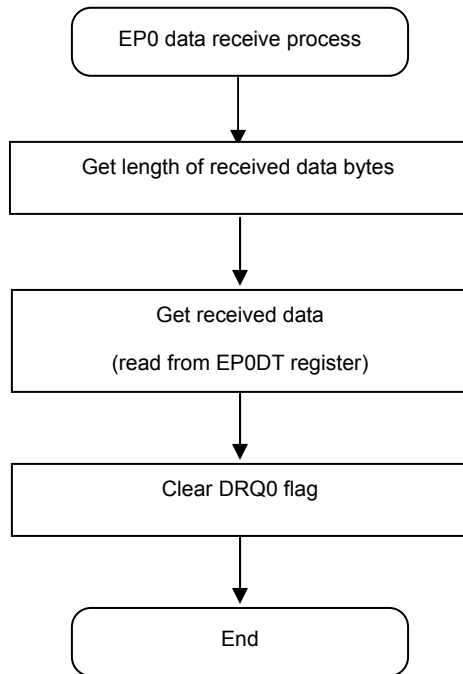 EP0 data receive process
Get length of received data bytes
Get received data
(read from EP0DT register)
Clear DRQ0 flag
End